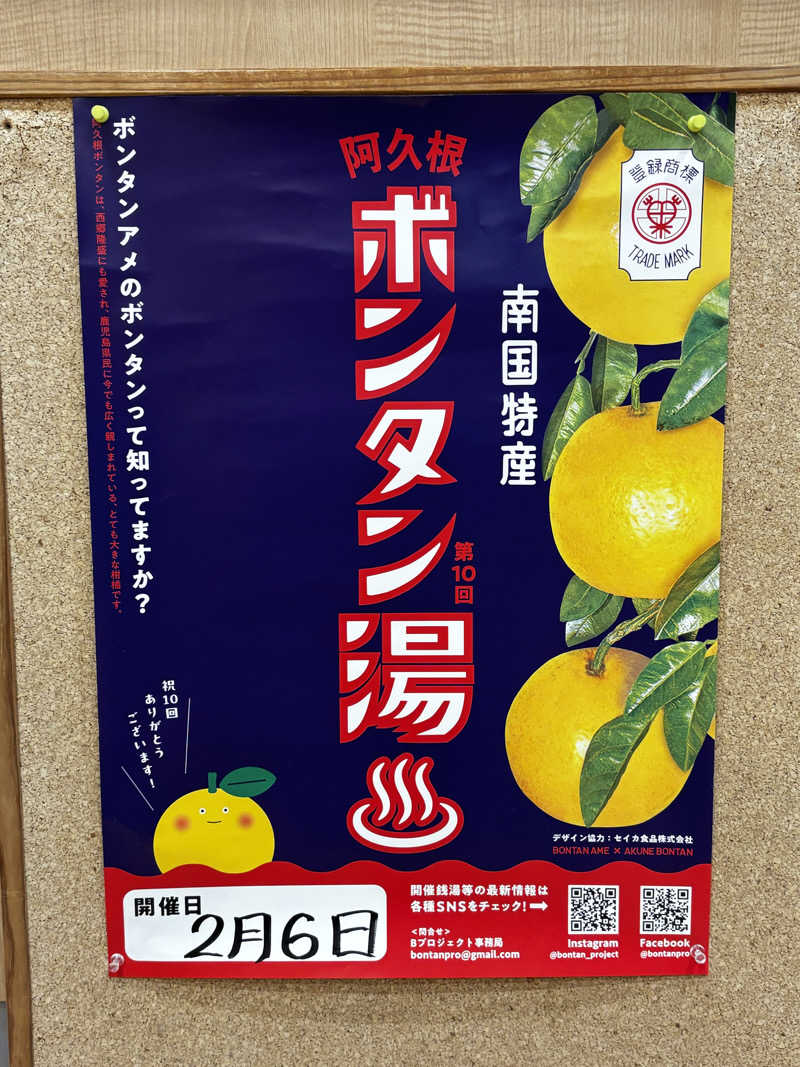 登録商標
TRADE MARK
南国特産
阿久根
ボンタン湯
第10回
ボンタンアメのボンタンって知ってますか？
阿久根ボンタンは、西郷隆盛にも愛され、鹿児島県民に今でも広く親しまれている、とても大きな柑橘です。
祝10回
ありがとう
ございます！
デザイン協力：セイカ食品株式会社
BONTAN AME × AKUNE BONTAN
開催日
2月6日
開催銭湯等の最新情報は
各種SNSをチェック！
<問合せ>
Bプロジェクト事務局
bontanpro@gmail.com
Instagram
@bontan_project
Facebook
@bontanpro